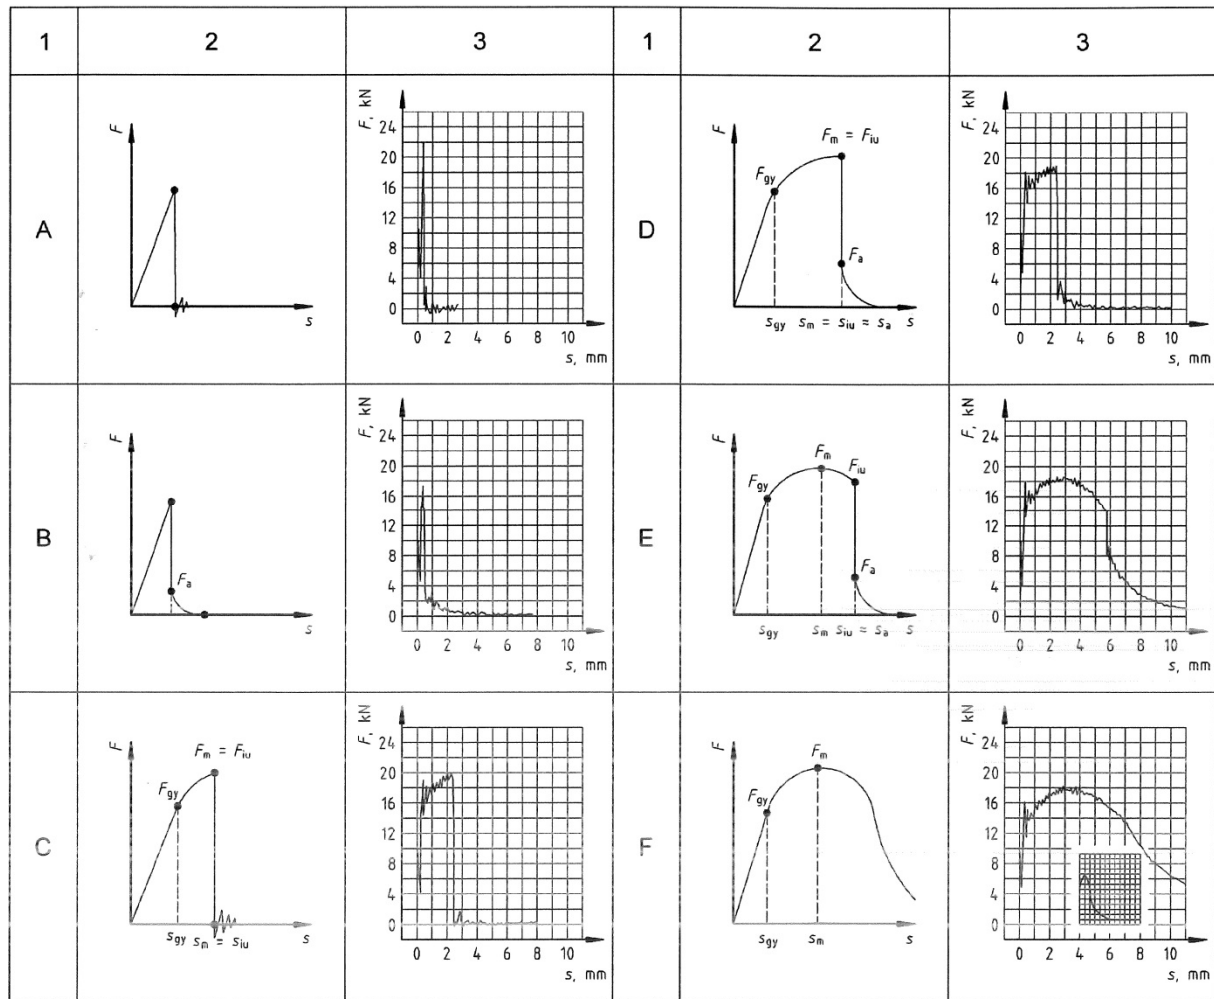 1 2 3 1 2 3
A
F
s
F, kN
24
20
16
12
8
4
0
0 2 4 6 8 10
s, mm
D
F
Fm = Fiu
Fgy
Fa
sgy sm = siu = sa s
F, kN
24
20
16
12
8
4
0
0 2 4 6 8 10
s, mm
B
F
Fa
s
F, kN
24
20
16
12
8
4
0
0 2 4 6 8 10
s, mm
E
F
Fm
Fiu
Fgy
Fa
sgy sm siu = sa s
F, kN
24
20
16
12
8
4
0
0 2 4 6 8 10
s, mm
C
F
Fm = Fiu
Fgy
s
sgy sm = siu
F, kN
24
20
16
12
8
4
0
0 2 4 6 8 10
s, mm
F
F
Fm
Fgy
sgy sm s
F, kN
24
20
16
12
8
4
0
0 2 4 6 8 10
s, mm